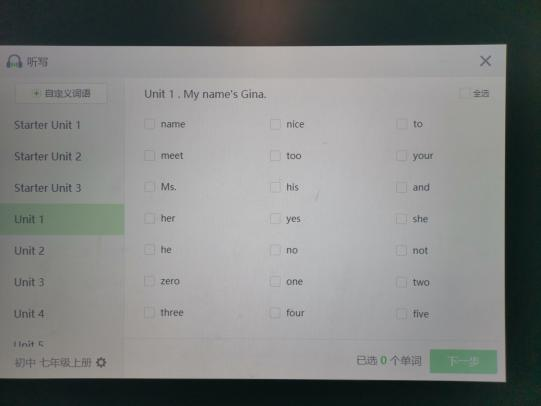 听写
自定义词语
Starter Unit 1
Starter Unit 2
Starter Unit 3
Unit 1
Unit 2
Unit 3
Unit 4
Unit 5
初中 七年级上册
Unit 1 . My name's Gina.
全选
name nice to
meet too your
Ms. his and
her yes she
he no not
zero one two
three four five
已选 0 个单词
下一步